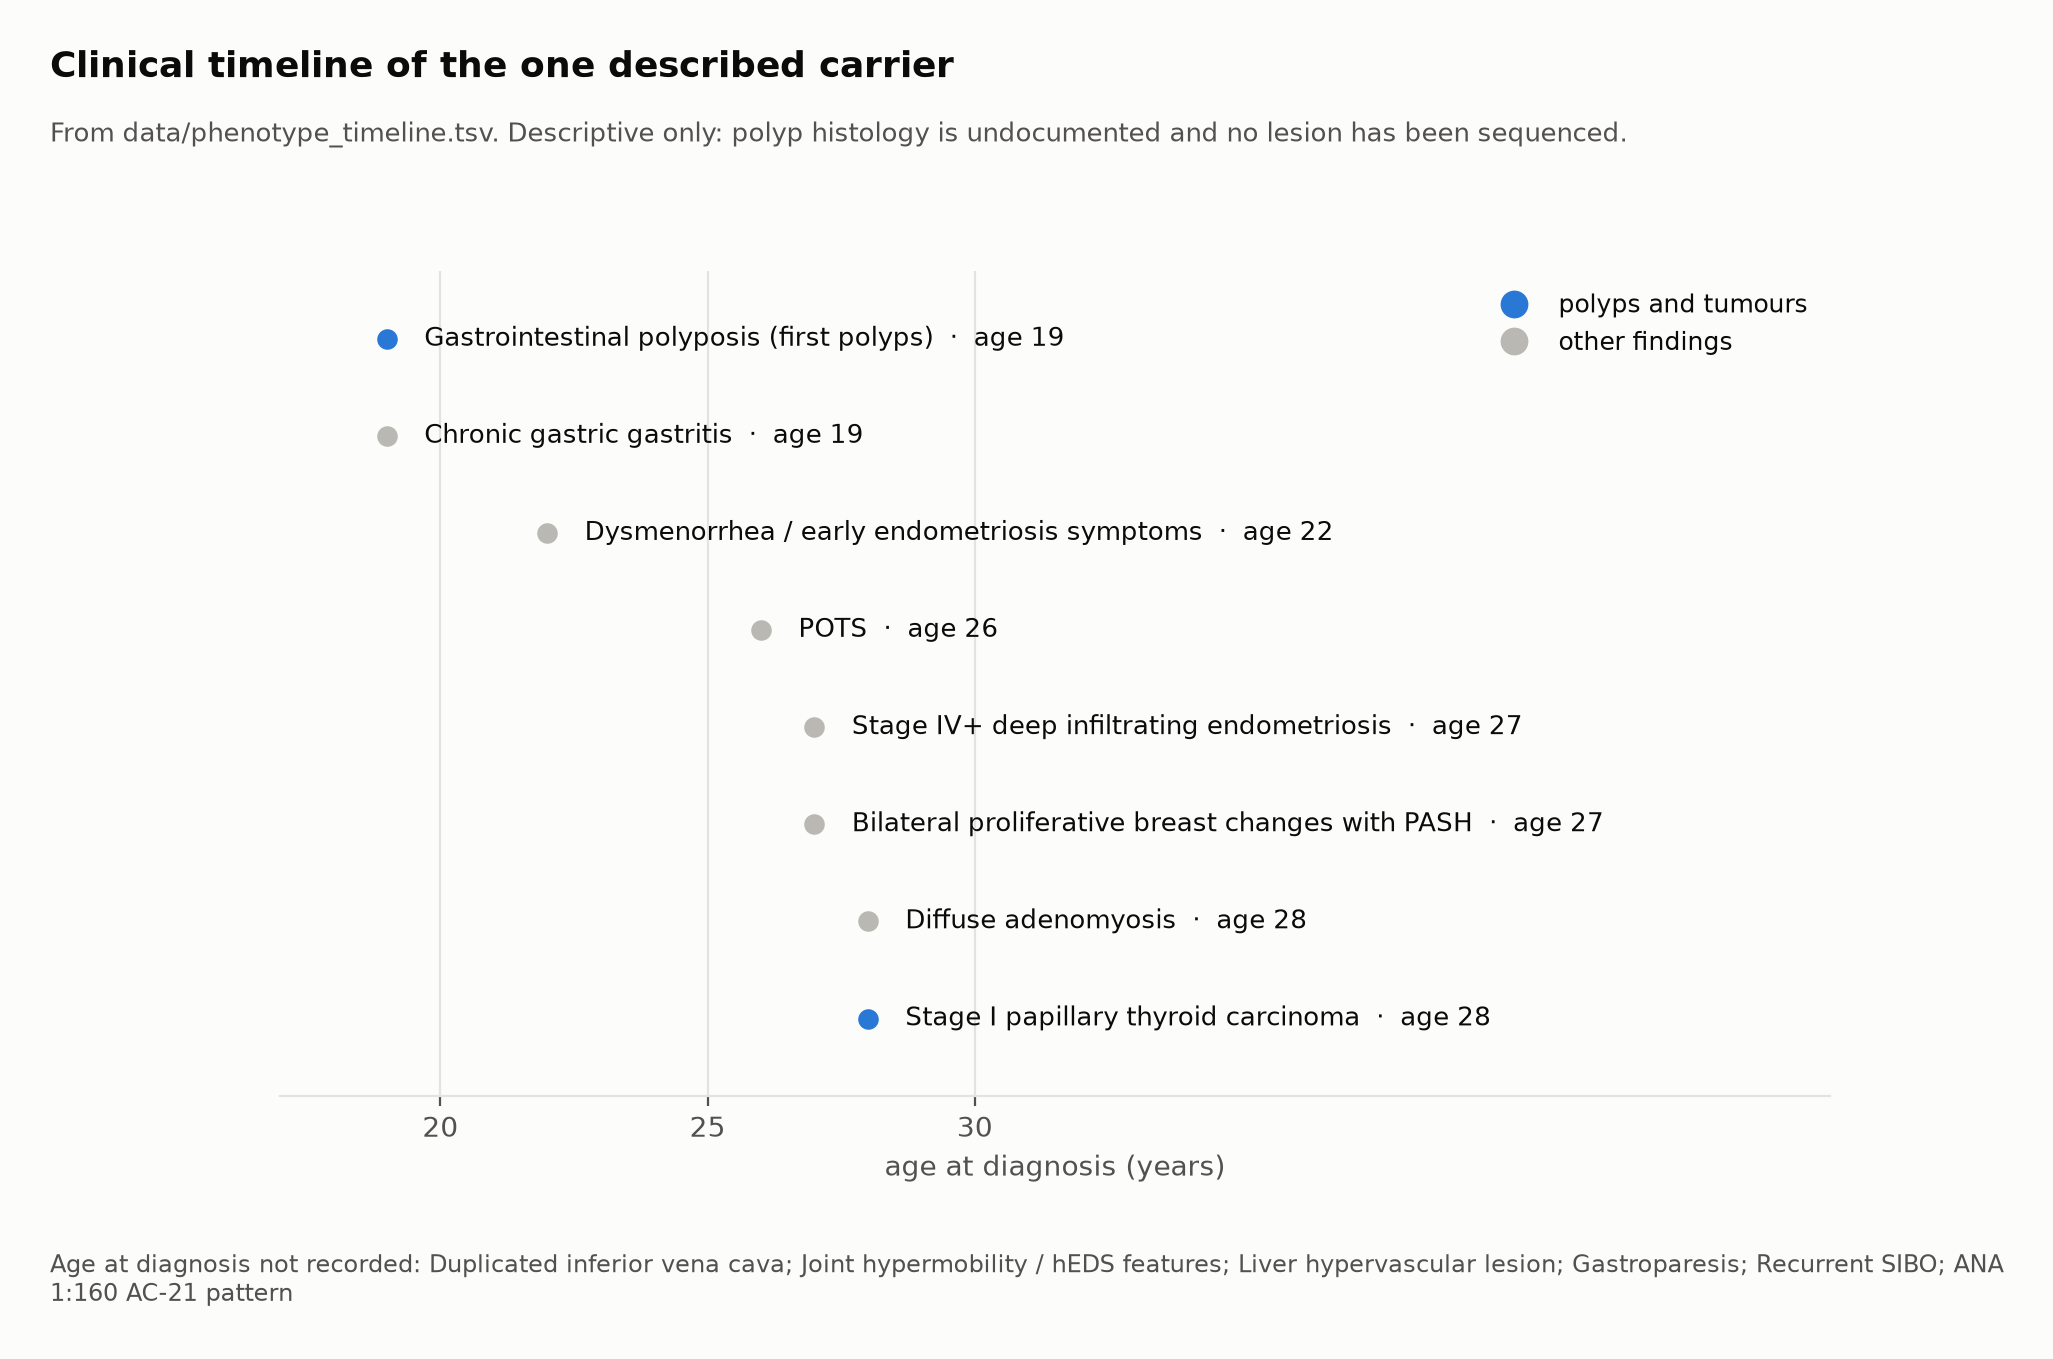 Clinical timeline of the one described carrier
From data/phenotype_timeline.tsv. Descriptive only: polyp histology is undocumented and no lesion has been sequenced.
polyps and tumours
other findings
Gastrointestinal polyposis (first polyps) · age 19
Chronic gastric gastritis · age 19
Dysmenorrhea / early endometriosis symptoms · age 22
POTS · age 26
Stage IV+ deep infiltrating endometriosis · age 27
Bilateral proliferative breast changes with PASH · age 27
Diffuse adenomyosis · age 28
Stage I papillary thyroid carcinoma · age 28
20 25 30
age at diagnosis (years)
Age at diagnosis not recorded: Duplicated inferior vena cava; Joint hypermobility / hEDS features; Liver hypervascular lesion; Gastroparesis; Recurrent SIBO; ANA
1:160 AC-21 pattern